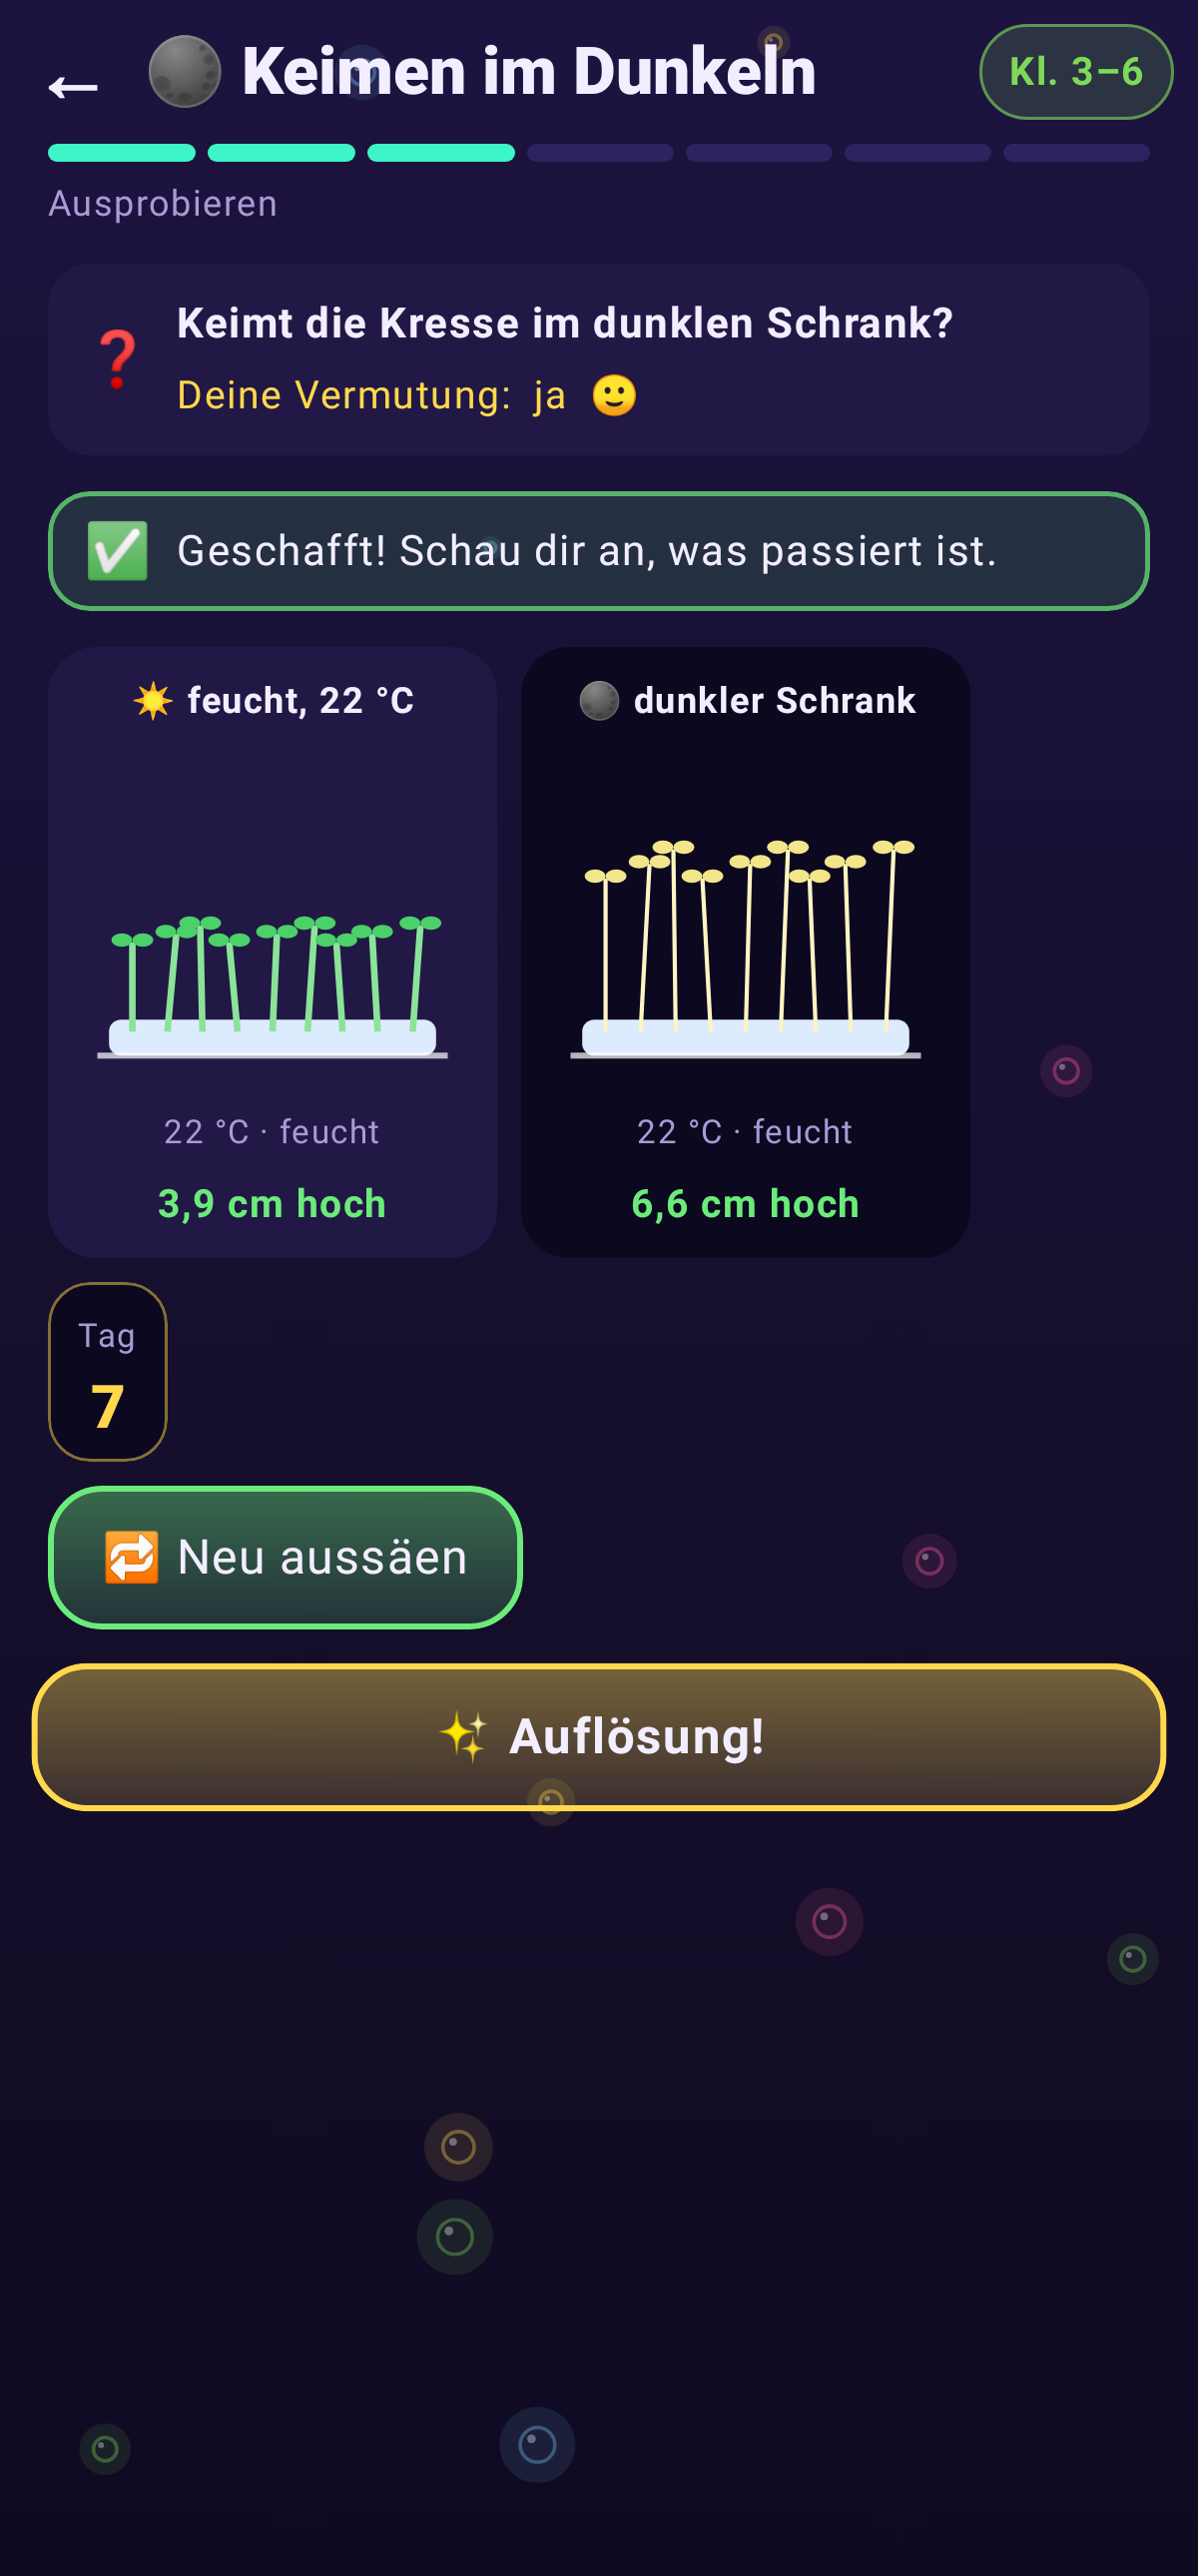 Keimen im Dunkeln
Kl. 3–6
Ausprobieren
Keimt die Kresse im dunklen Schrank?
Deine Vermutung: ja
Geschafft! Schau dir an, was passiert ist.
feucht, 22 °C
22 °C · feucht
3,9 cm hoch
dunkler Schrank
22 °C · feucht
6,6 cm hoch
Tag
7
Neu aussäen
Auflösung!